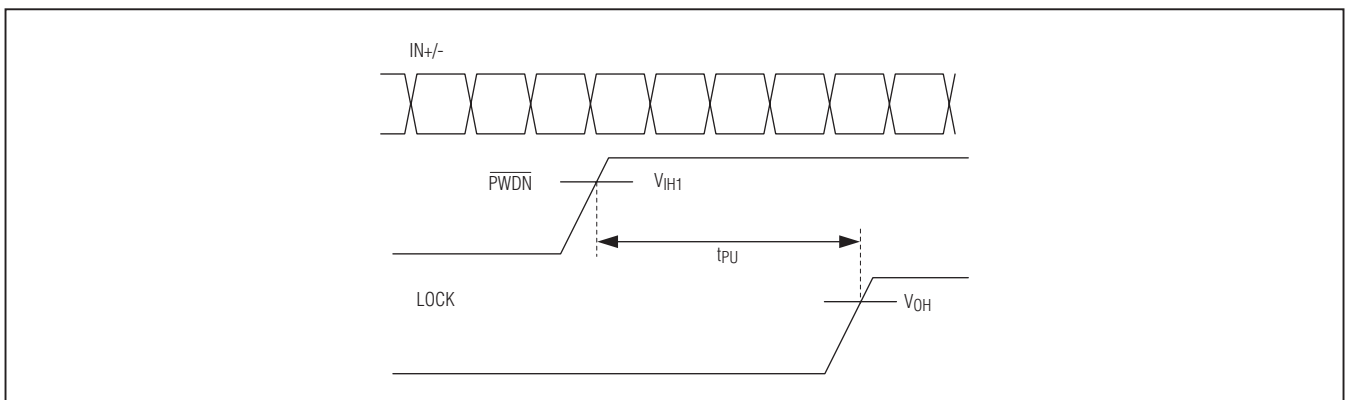 IN+/-
PWDN
VIH1
tPU
LOCK
VOH